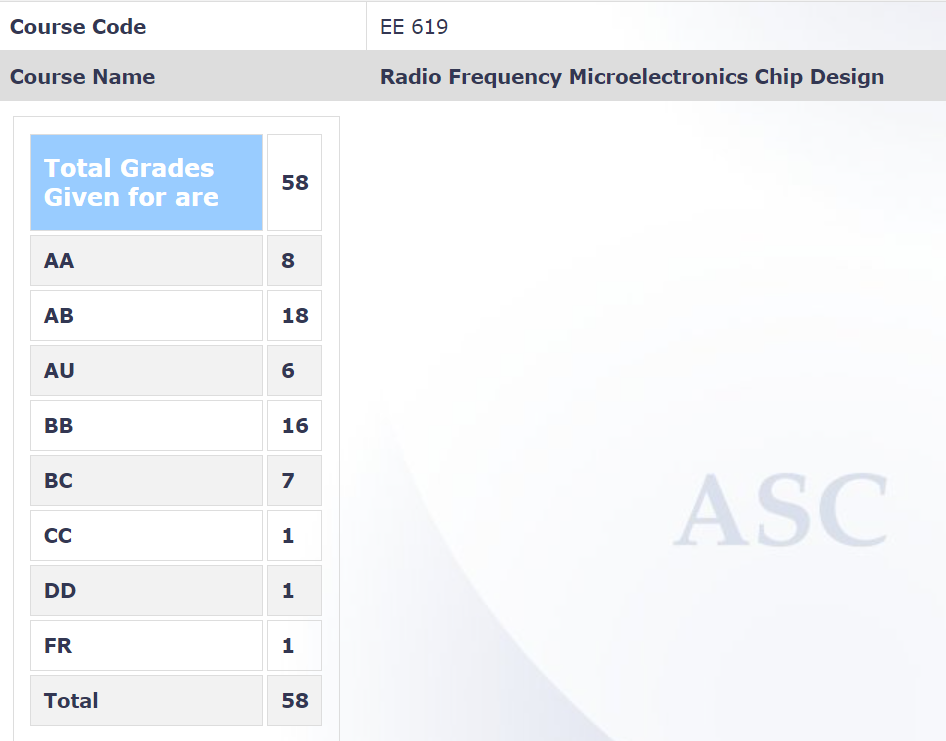 Course Code EE 619
Course Name Radio Frequency Microelectronics Chip Design
Total Grades
Given for are 58
AA 8
AB 18
AU 6
BB 16
BC 7
CC 1
DD 1
FR 1
Total 58
ASC